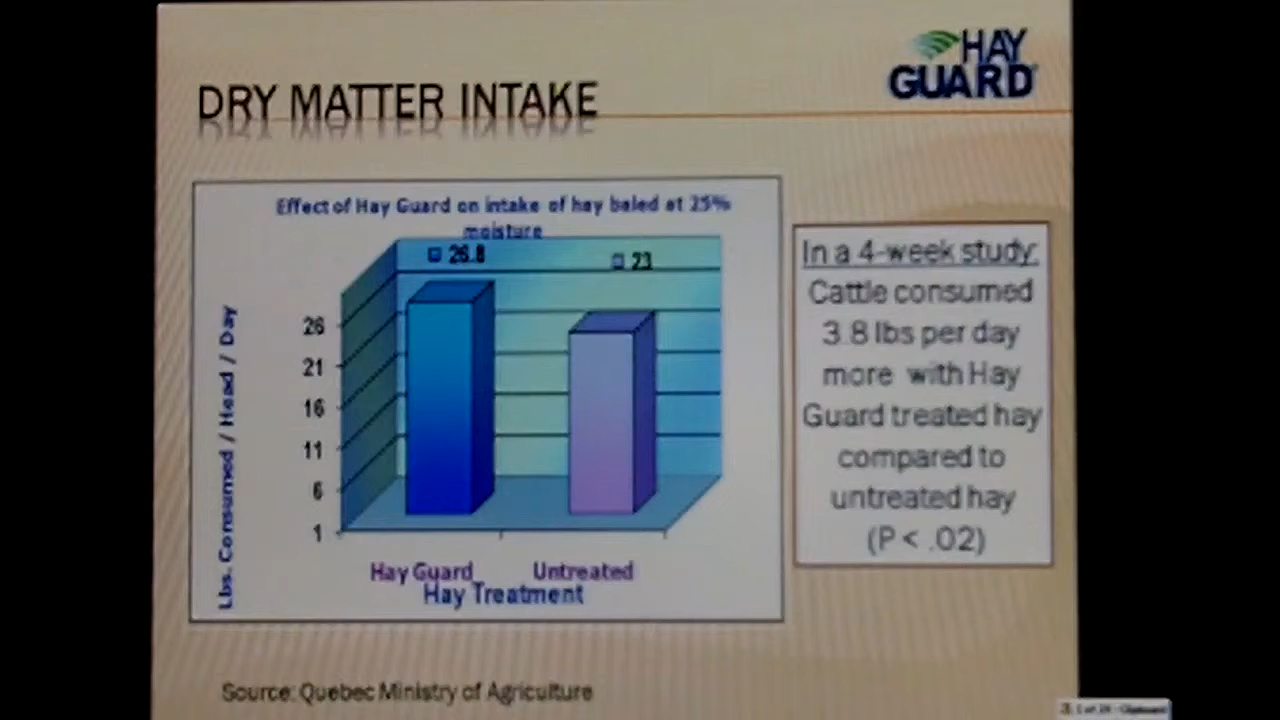 HAY
GUARD
DRY MATTER INTAKE
Effect of Hay Guard on intake of hay baled at 25%
moisture
26.8
23
Lbs. Consumed / Head / Day
26
21
16
11
6
1
Hay Guard
Untreated
Hay Treatment
In a 4-week study:
Cattle consumed
3.8 lbs per day
more with Hay
Guard treated hay
compared to
untreated hay
(P < .02)
Source: Quebec Ministry of Agriculture